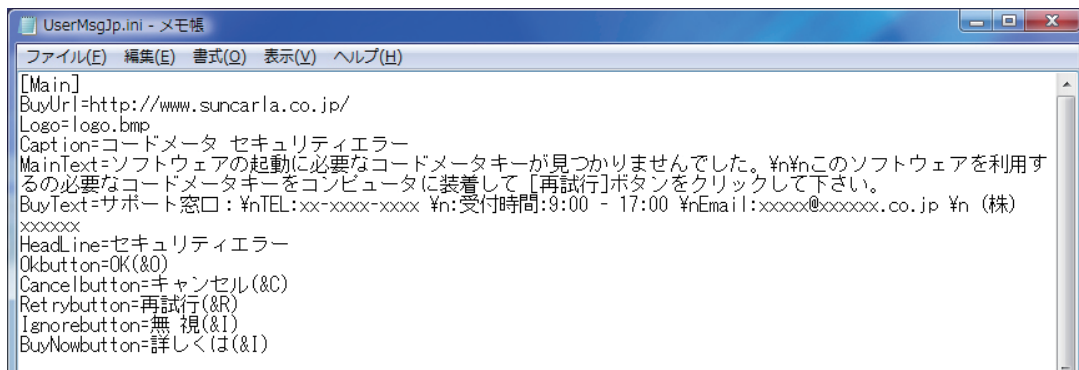 UserMsgJp.ini - メモ帳
ファイル(F) 編集(E) 書式(O) 表示(V) ヘルプ(H)
[Main]
BuyUrl=http://www.suncarla.co.jp/
Logo=logo.bmp
Caption=コードメータ セキュリティエラー
MainText=ソフトウェアの起動に必要なコードメータキーが見つかりませんでした。¥n¥nこのソフトウェアを利用す
るの必要なコードメータキーをコンピュータに装着して [再試行]ボタンをクリックして下さい。
BuyText=サポート窓口：¥nTEL:xx-xxxx-xxxx ¥n:受付時間:9:00 - 17:00 ¥nEmail:xxxxx@xxxxxx.co.jp ¥n (株)
xxxxxx
HeadLine=セキュリティエラー
Okbutton=OK(&O)
Cancelbutton=キャンセル(&C)
Retrybutton=再試行(&R)
Ignorebutton=無 視(&I)
BuyNowbutton=詳しくは(&I)